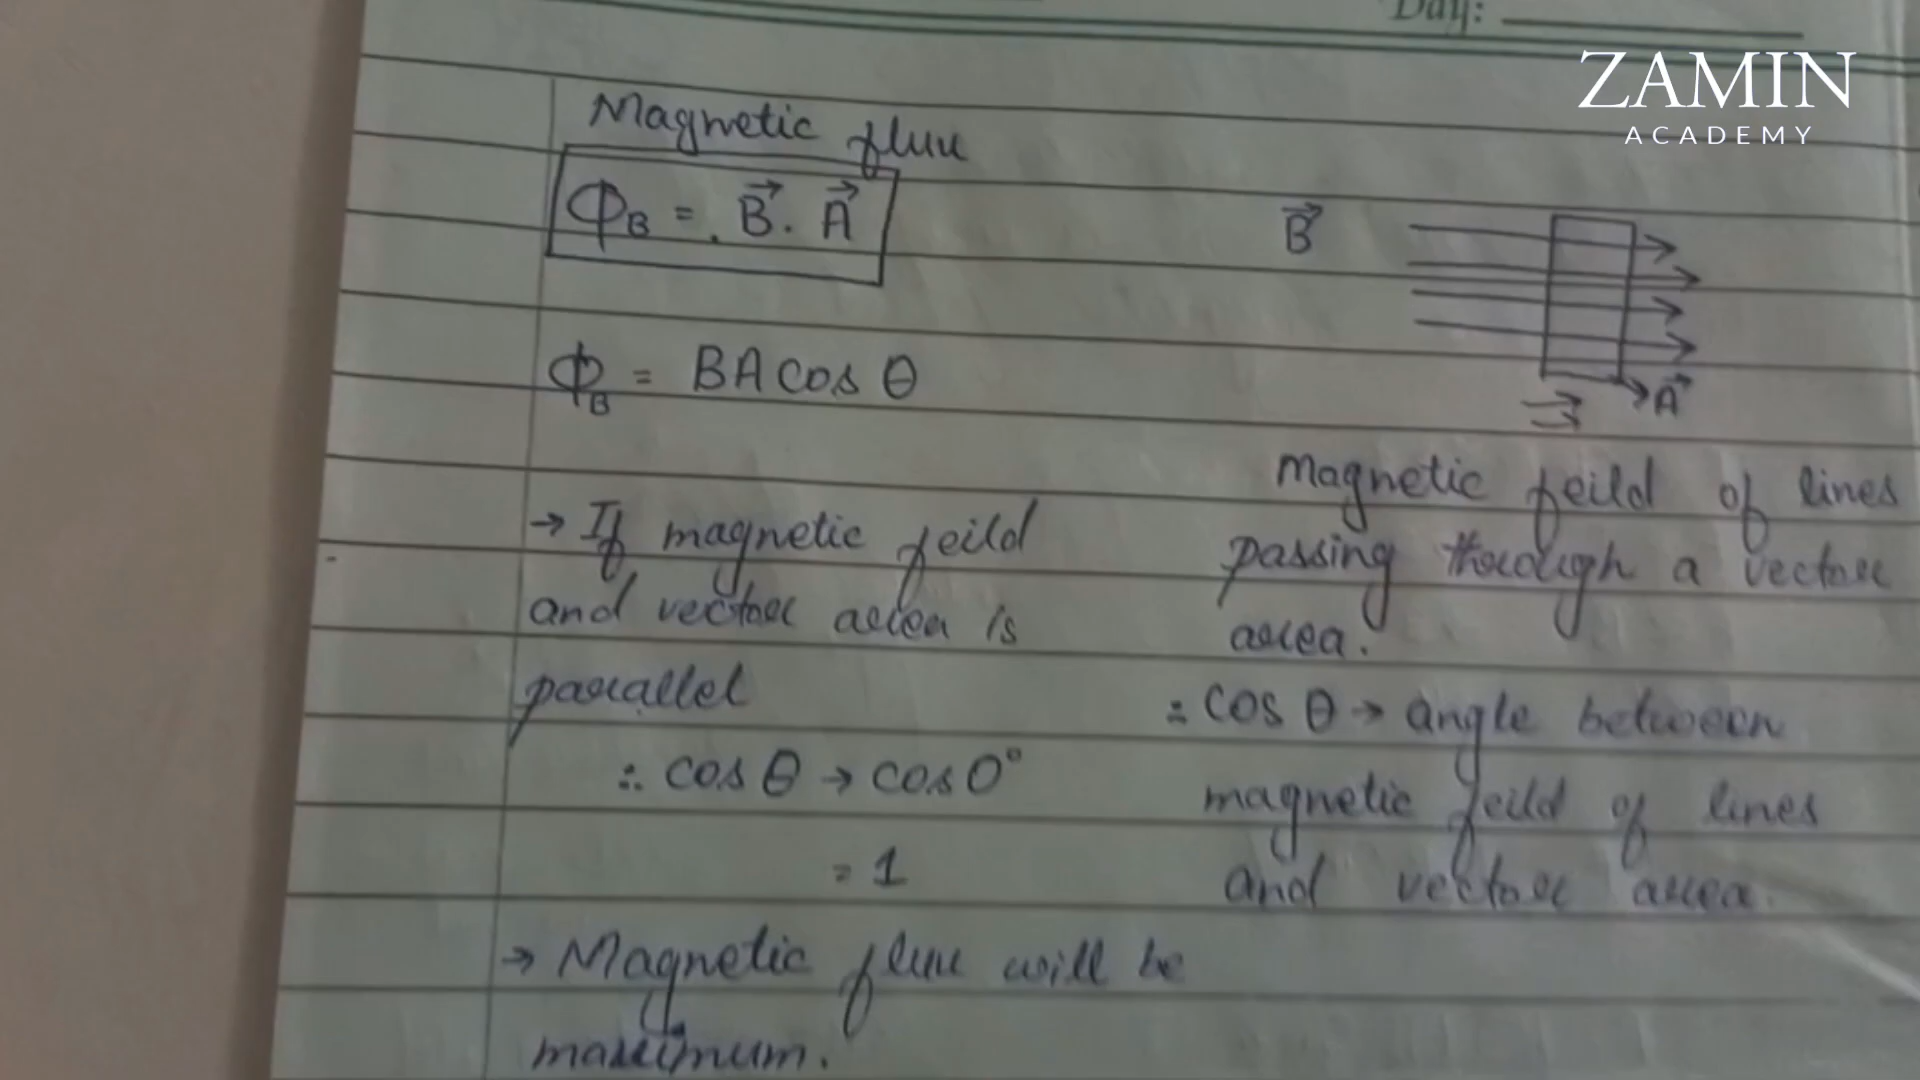 Day:
ZAMIN
ACADEMY
Magnetic flux
Φ_B = B⃗ . A⃗
Φ_B = BA cos θ
→ If magnetic feild
and vector area is
parallel
∴ cos θ → cos 0°
= 1
→ Magnetic flux will be
maximum.
B⃗
A⃗
Magnetic feild of lines
passing through a vector
area.
: cos θ → angle between
magnetic feild of lines
and vector area.